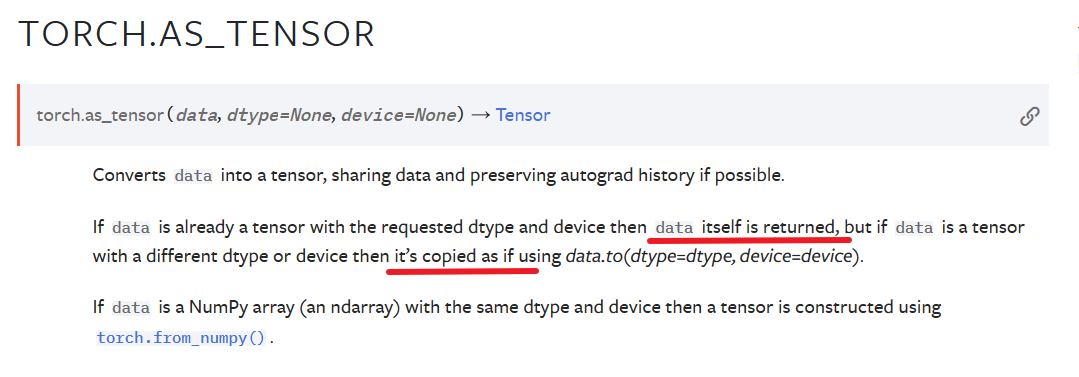 TORCH.AS_TENSOR
torch.as_tensor(data, dtype=None, device=None) → Tensor
Converts data into a tensor, sharing data and preserving autograd history if possible.
If data is already a tensor with the requested dtype and device then data itself is returned, but if data is a tensor
with a different dtype or device then it’s copied as if using data.to(dtype=dtype, device=device).
If data is a NumPy array (an ndarray) with the same dtype and device then a tensor is constructed using
torch.from_numpy().